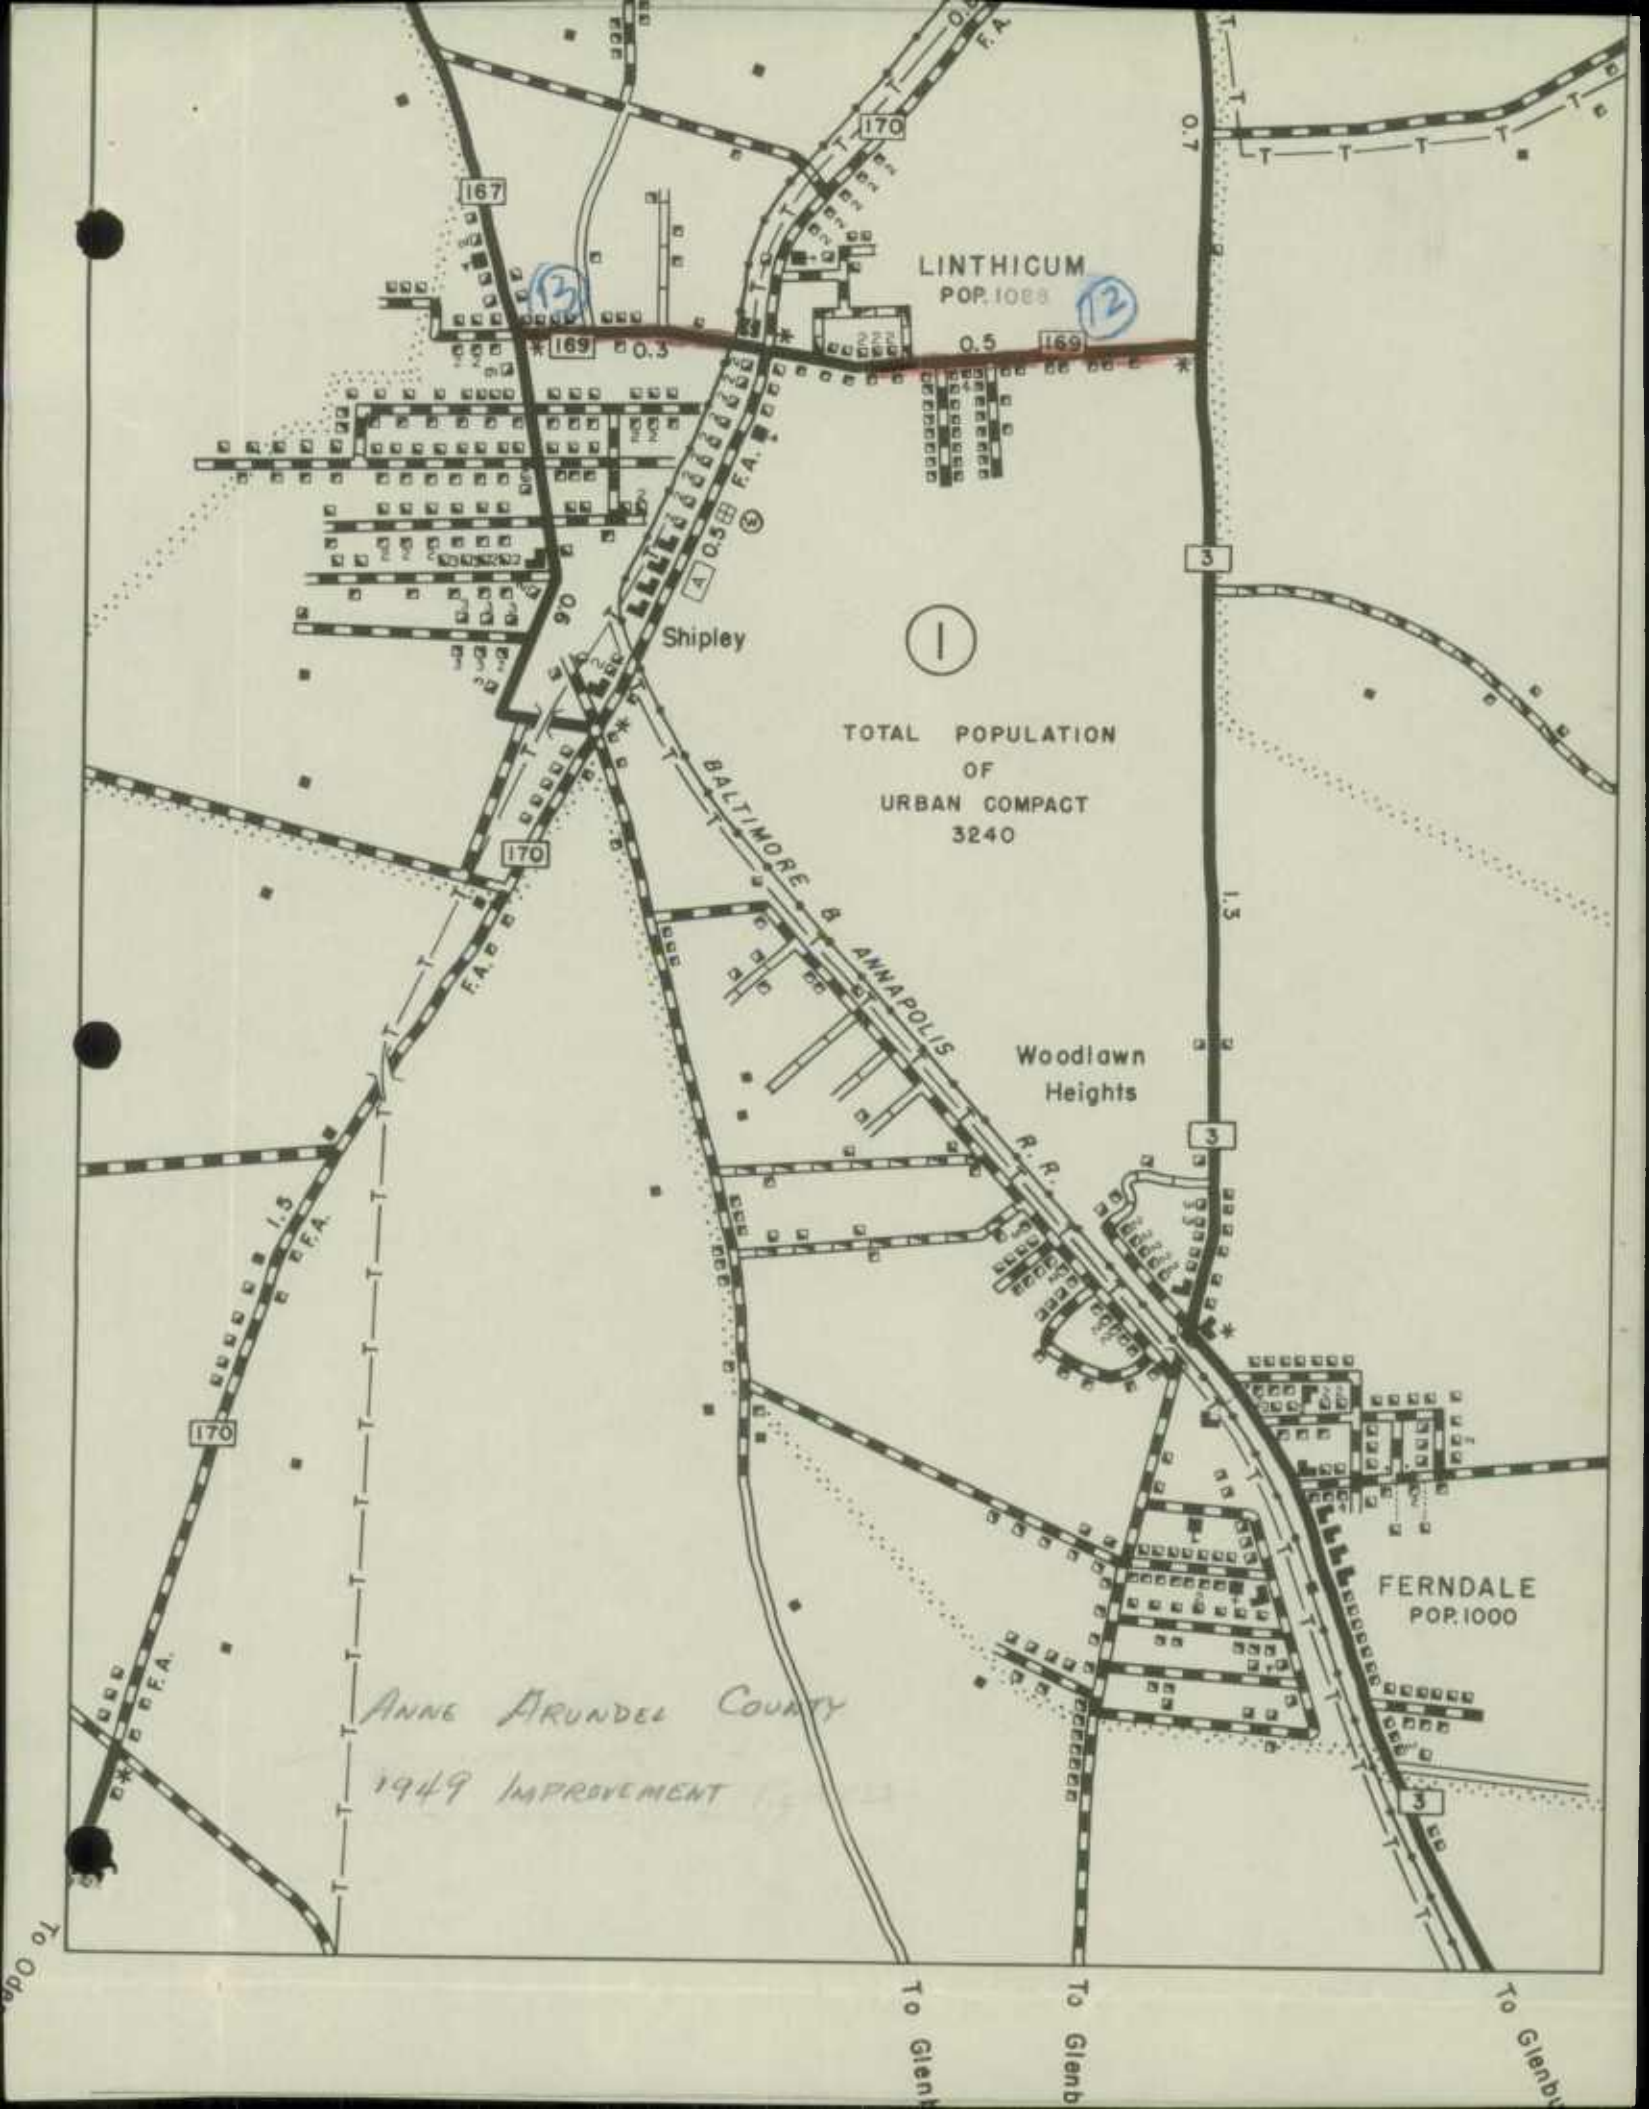 F.A.
170
0.7
167
LINTHICUM
POP. 1088
13
12
169
0.3
0.5
169
F.A.
0.5
A
3
0.6
Shipley
1
TOTAL POPULATION
OF
URBAN COMPACT
3240
170
BALTIMORE & ANNAPOLIS R. R.
1.3
F.A.
Woodlawn
Heights
3
1.5
F.A.
170
FERNDALE
POP. 1000
F.A.
ANNE ARUNDEL COUNTY
1949 IMPROVEMENT
3
To Ode
To Glenb
To Glenb
To Glenbu